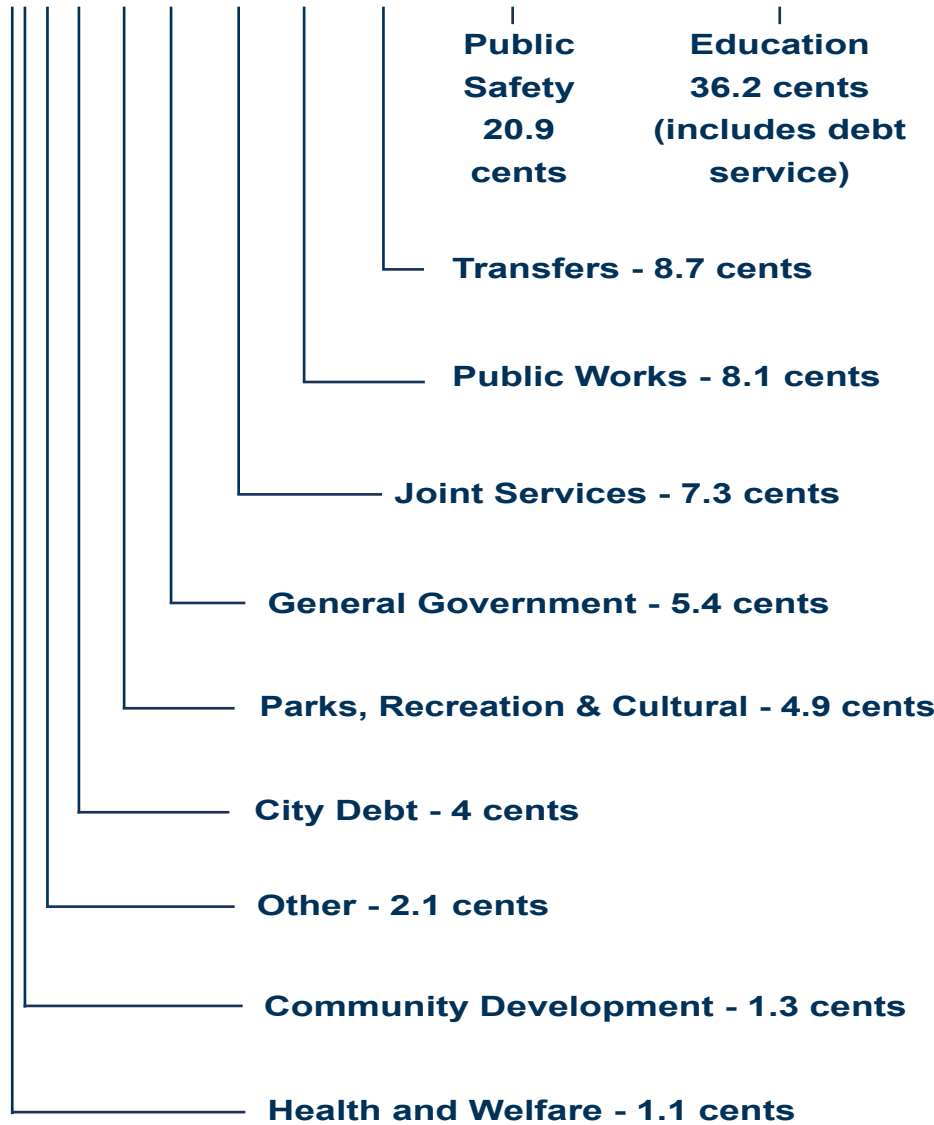 Public
Safety
20.9
cents
Education
36.2 cents
(includes debt
service)
Transfers - 8.7 cents
Public Works - 8.1 cents
Joint Services - 7.3 cents
General Government - 5.4 cents
Parks, Recreation & Cultural - 4.9 cents
City Debt - 4 cents
Other - 2.1 cents
Community Development - 1.3 cents
Health and Welfare - 1.1 cents